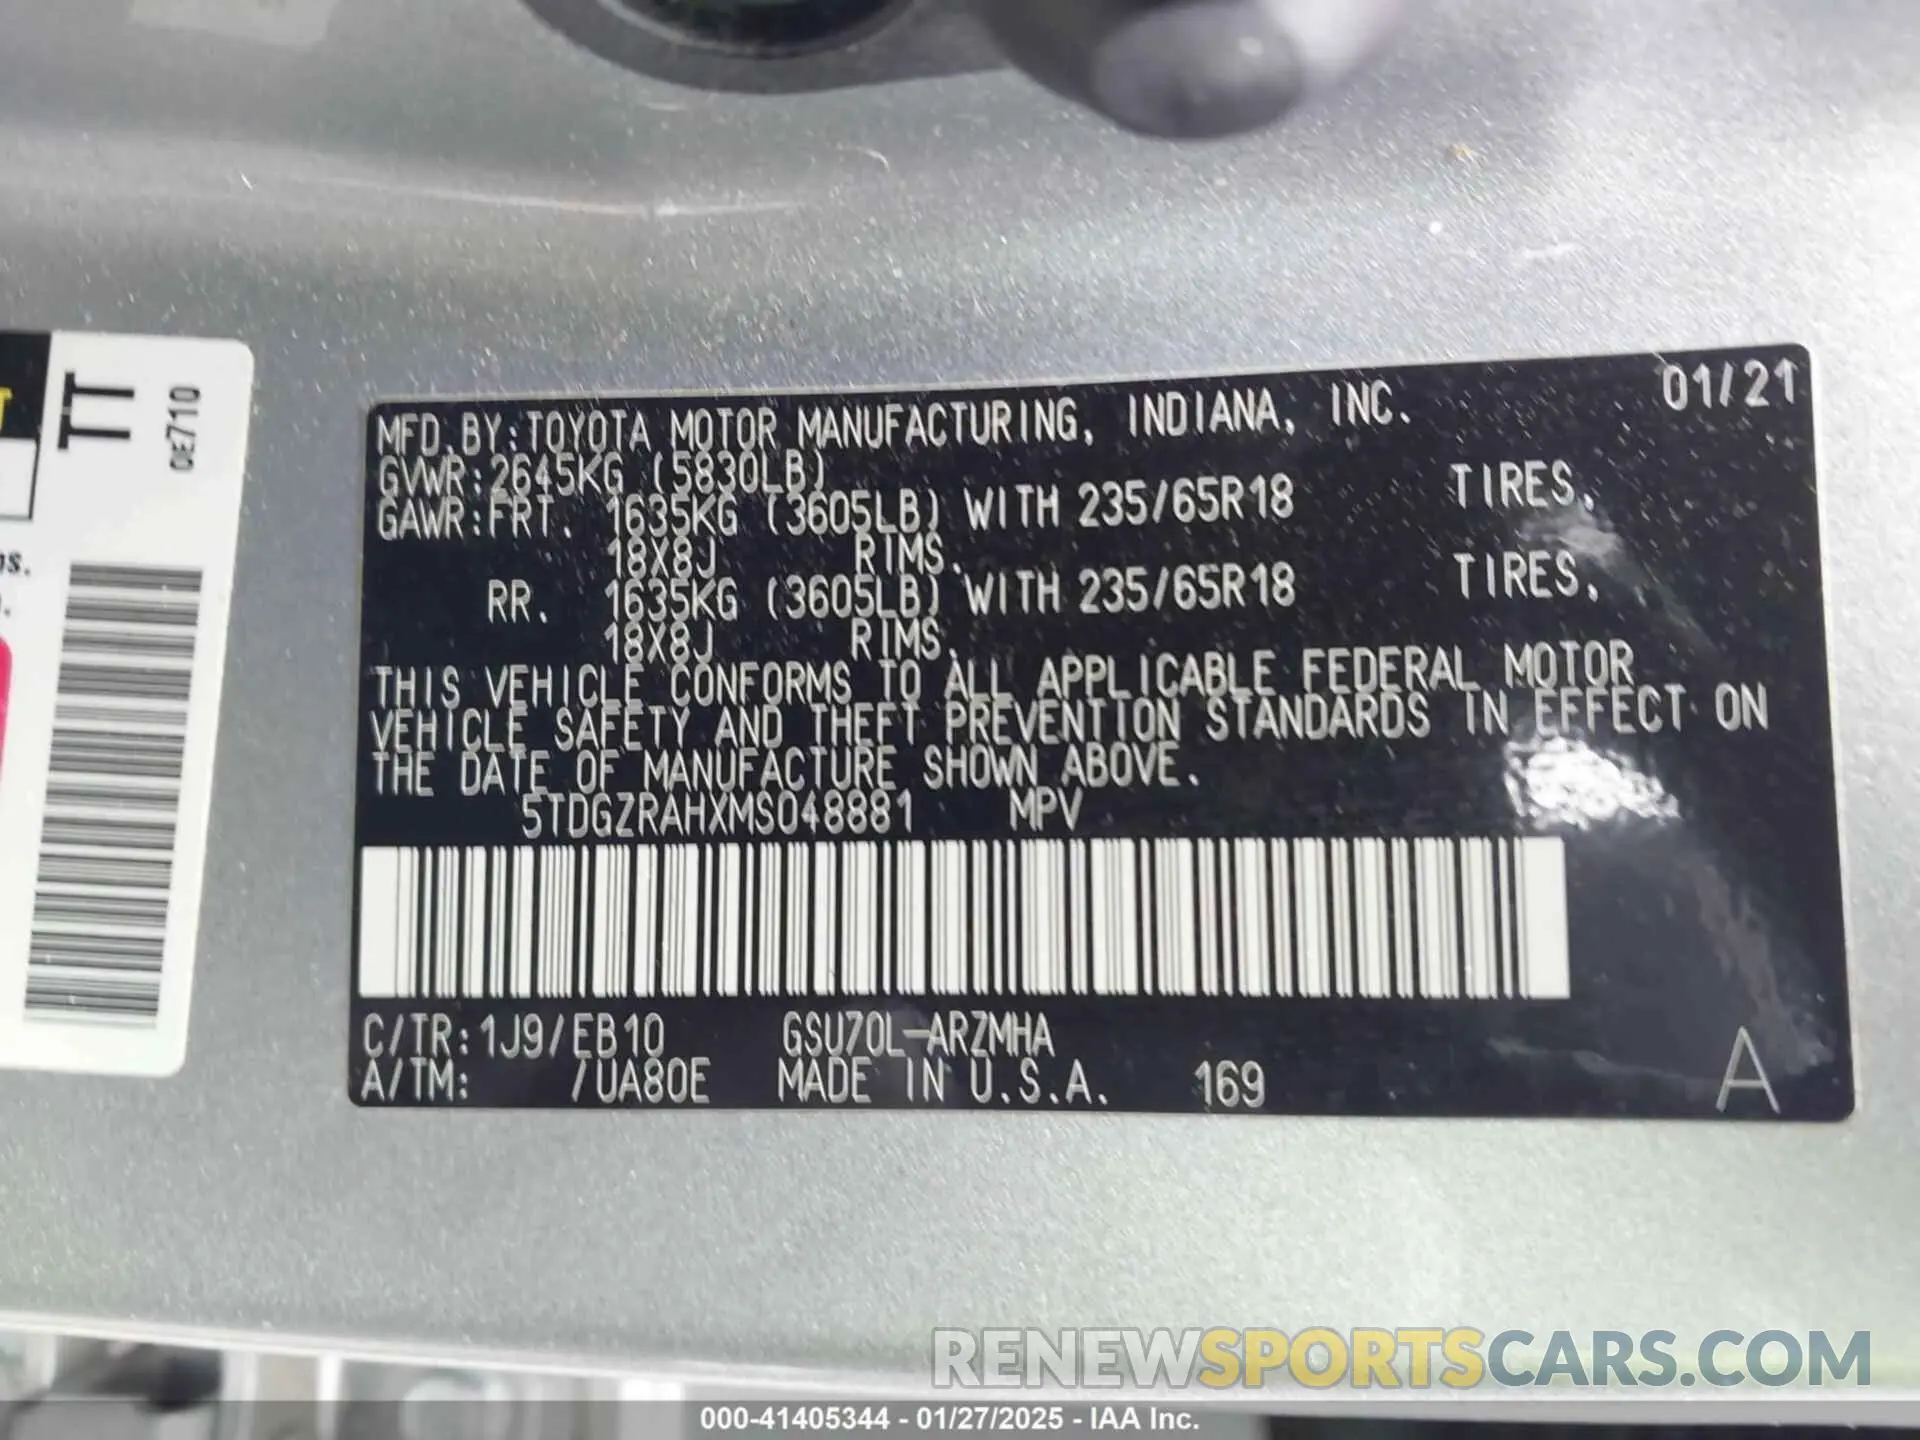 TT
0E710
MFD.BY:TOYOTA MOTOR MANUFACTURING, INDIANA, INC. 01/21
GVWR:2645KG (5830LB)
GAWR:FRT. 1635KG (3605LB) WITH 235/65R18 TIRES,
18X8J RIMS.
RR. 1635KG (3605LB) WITH 235/65R18 TIRES,
18X8J RIMS.
THIS VEHICLE CONFORMS TO ALL APPLICABLE FEDERAL MOTOR
VEHICLE SAFETY AND THEFT PREVENTION STANDARDS IN EFFECT ON
THE DATE OF MANUFACTURE SHOWN ABOVE.
5TDGZRAHXMS048881 MPV
C/TR:1J9/EB10 GSU70L-ARZMHA
A/TM: /UA80E MADE IN U.S.A. 169 A
RENEWSPORTSCARS.COM
000-41405344 - 01/27/2025 - IAA Inc.